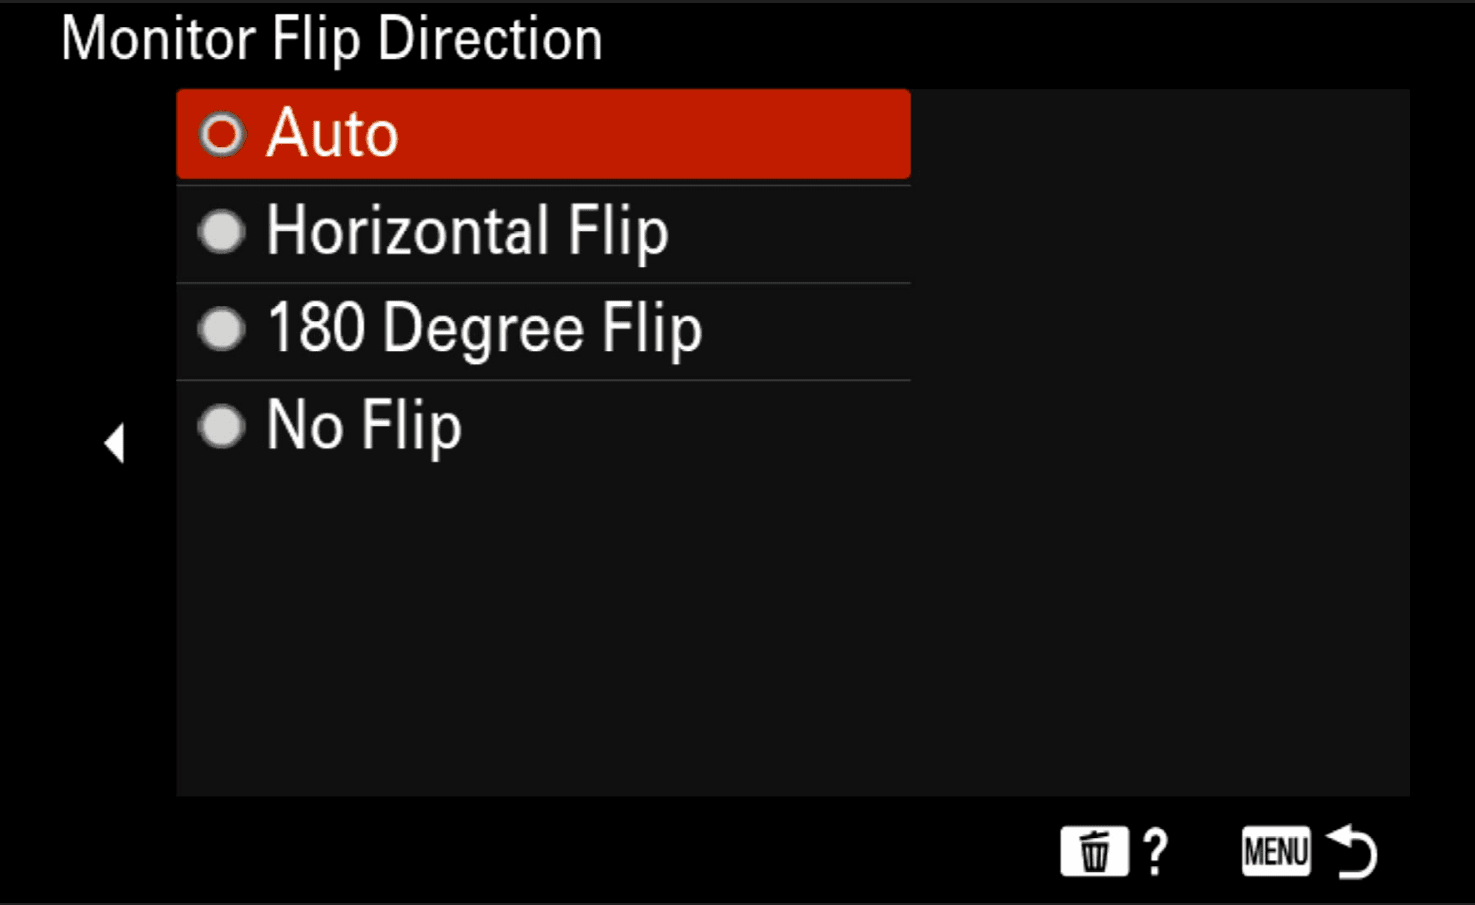 Monitor Flip Direction
Auto
Horizontal Flip
180 Degree Flip
No Flip
? MENU